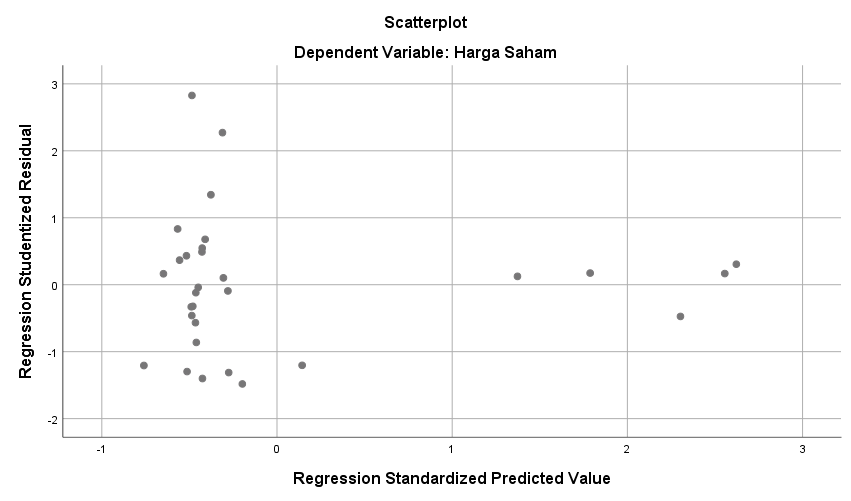 Scatterplot
Dependent Variable: Harga Saham
Regression Studentized Residual
3
2
1
0
-1
-2
-1
0
1
2
3
Regression Standardized Predicted Value